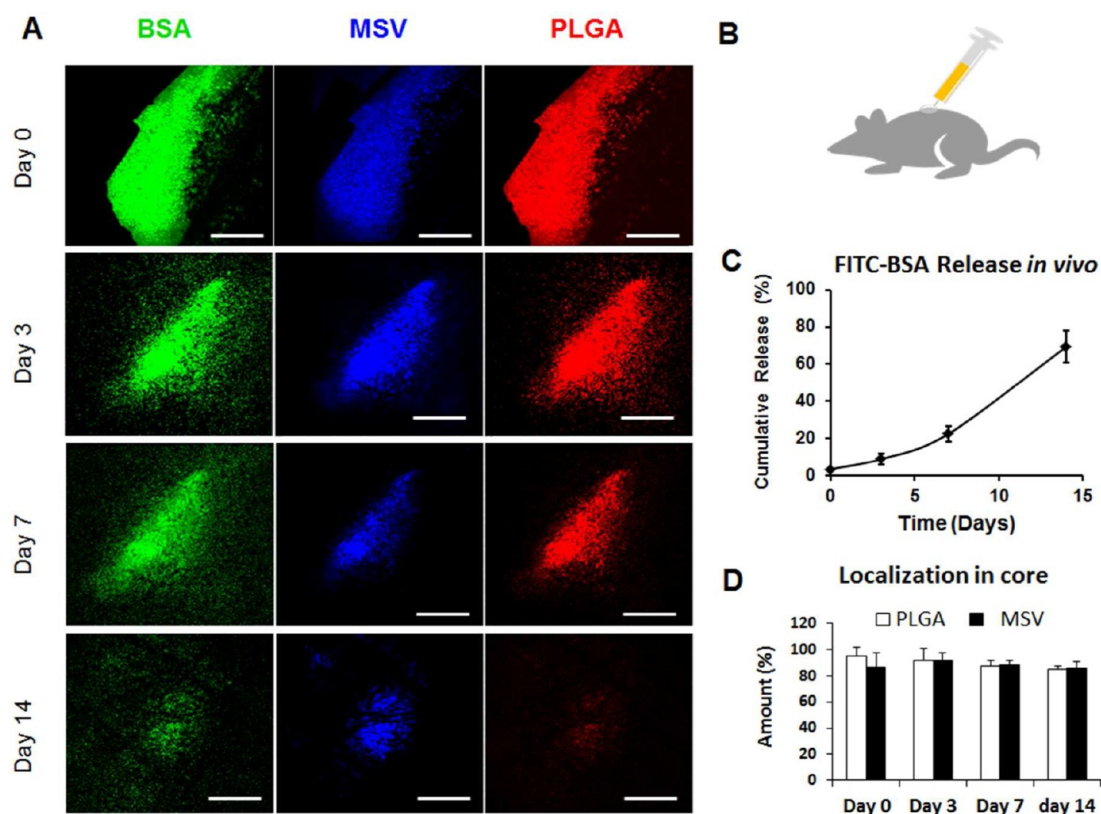 A
BSA MSV PLGA
Day 0
Day 3
Day 7
Day 14
B
C
FITC-BSA Release in vivo
Cumulative Release (%)
100
80
60
40
20
0
0 5 10 15
Time (Days)
D
Localization in core
PLGA MSV
Amount (%)
120
100
80
60
40
20
0
Day 0 Day 3 Day 7 day 14